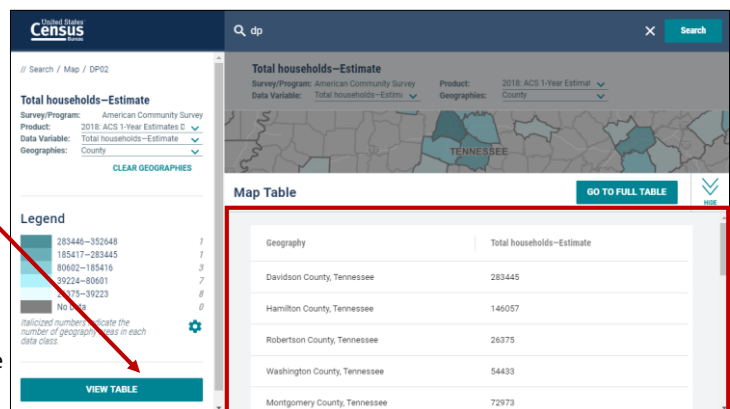 United States
Census
Bureau
dp
Search
// Search / Map / DP02
Total households—Estimate
Survey/Program: American Community Survey
Product: 2018: ACS 1-Year Estimates D
Data Variable: Total households—Estimate
Geographies: County
CLEAR GEOGRAPHIES
Legend
283446—352648 1
185417—283445 1
80602—185416 3
39224—80601 7
375—39223 8
No Data 0
Italicized numbers indicate the
number of geography areas in each
data class.
e
VIEW TABLE
Total households—Estimate
Survey/Program: American Community Survey Product: 2018: ACS 1-Year Estimat
Data Variable: Total households—Estim Geographies: County
TENNESSEE
Map Table
GO TO FULL TABLE
HIDE
Geography Total households—Estimate
Davidson County, Tennessee 283445
Hamilton County, Tennessee 146057
Robertson County, Tennessee 26375
Washington County, Tennessee 54433
Montgomery County, Tennessee 72973